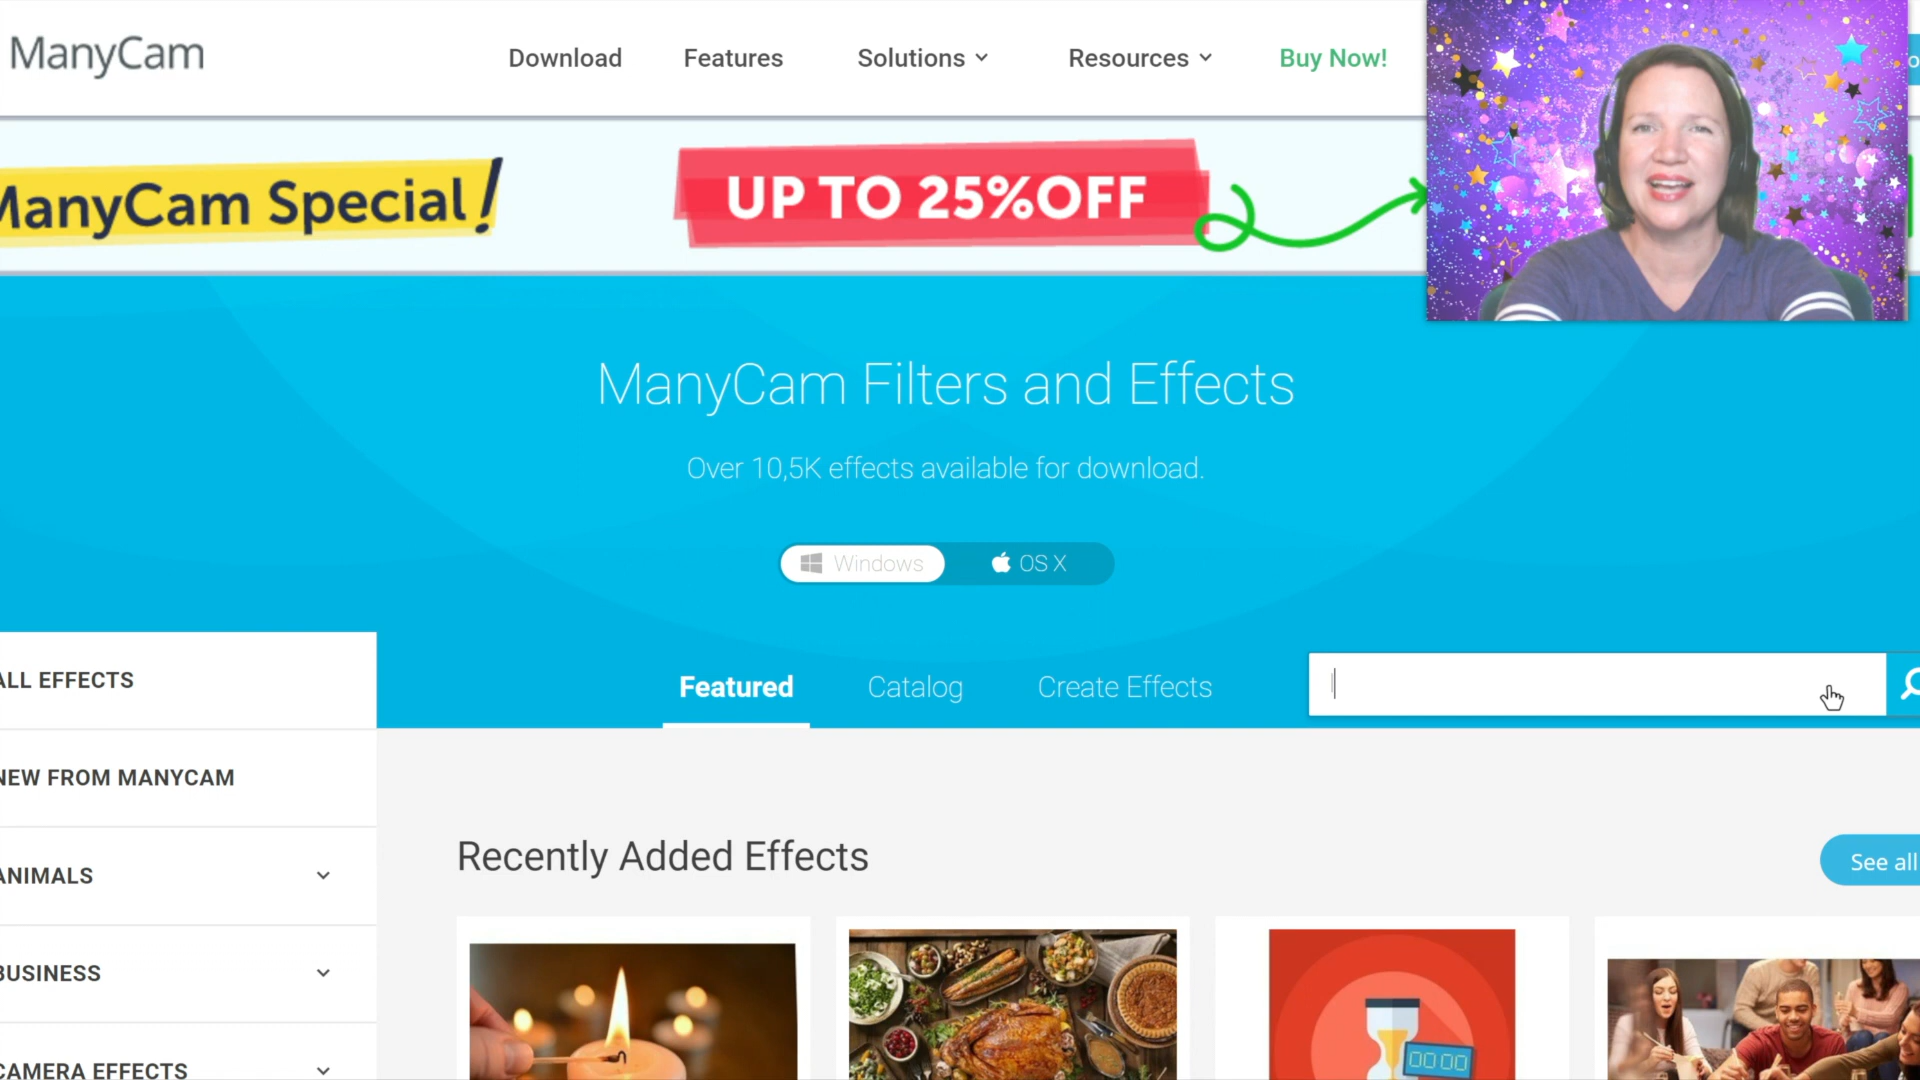 ManyCam
Download
Features
Solutions
Resources
Buy Now!
ManyCam Special!
UP TO 25%OFF
ManyCam Filters and Effects
Over 10,5K effects available for download.
Windows
OS X
ALL EFFECTS
Featured
Catalog
Create Effects
NEW FROM MANYCAM
Recently Added Effects
See all
ANIMALS
BUSINESS
00:00
CAMERA EFFECTS